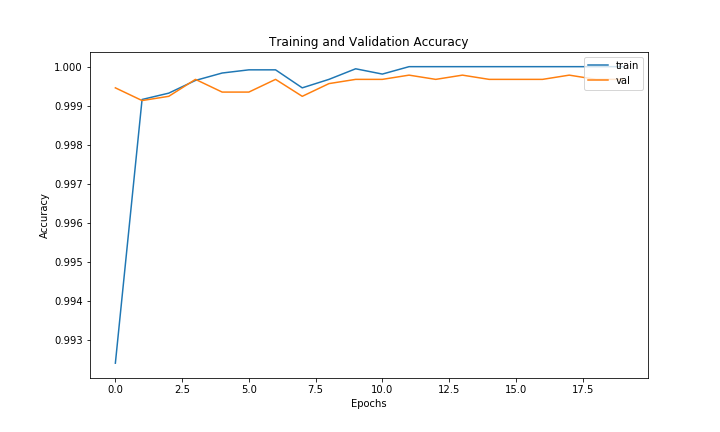 Training and Validation Accuracy
1.000
0.999
0.998
0.997
0.996
0.995
0.994
0.993
Accuracy
train
val
0.0 2.5 5.0 7.5 10.0 12.5 15.0 17.5
Epochs